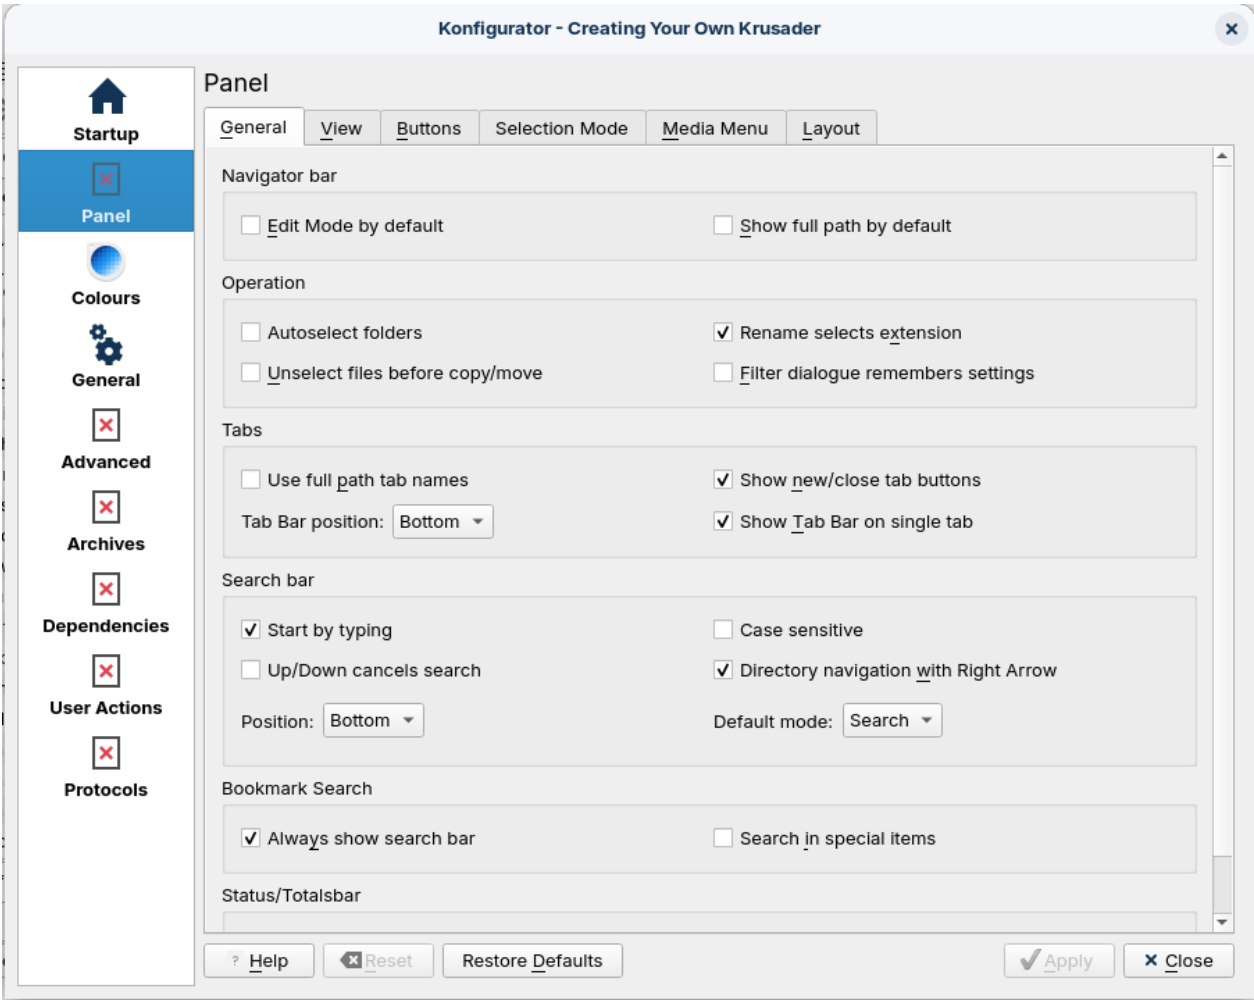 Konfigurator - Creating Your Own Krusader
Startup
Panel
Colours
General
Advanced
Archives
Dependencies
User Actions
Protocols
Panel
General View Buttons Selection Mode Media Menu Layout
Navigator bar
Edit Mode by default Show full path by default
Operation
Autoselect folders Rename selects extension
Unselect files before copy/move Filter dialogue remembers settings
Tabs
Use full path tab names Show new/close tab buttons
Tab Bar position: Bottom Show Tab Bar on single tab
Search bar
Start by typing Case sensitive
Up/Down cancels search Directory navigation with Right Arrow
Position: Bottom Default mode: Search
Bookmark Search
Always show search bar Search in special items
Status/Totalsbar
? Help Reset Restore Defaults Apply Close